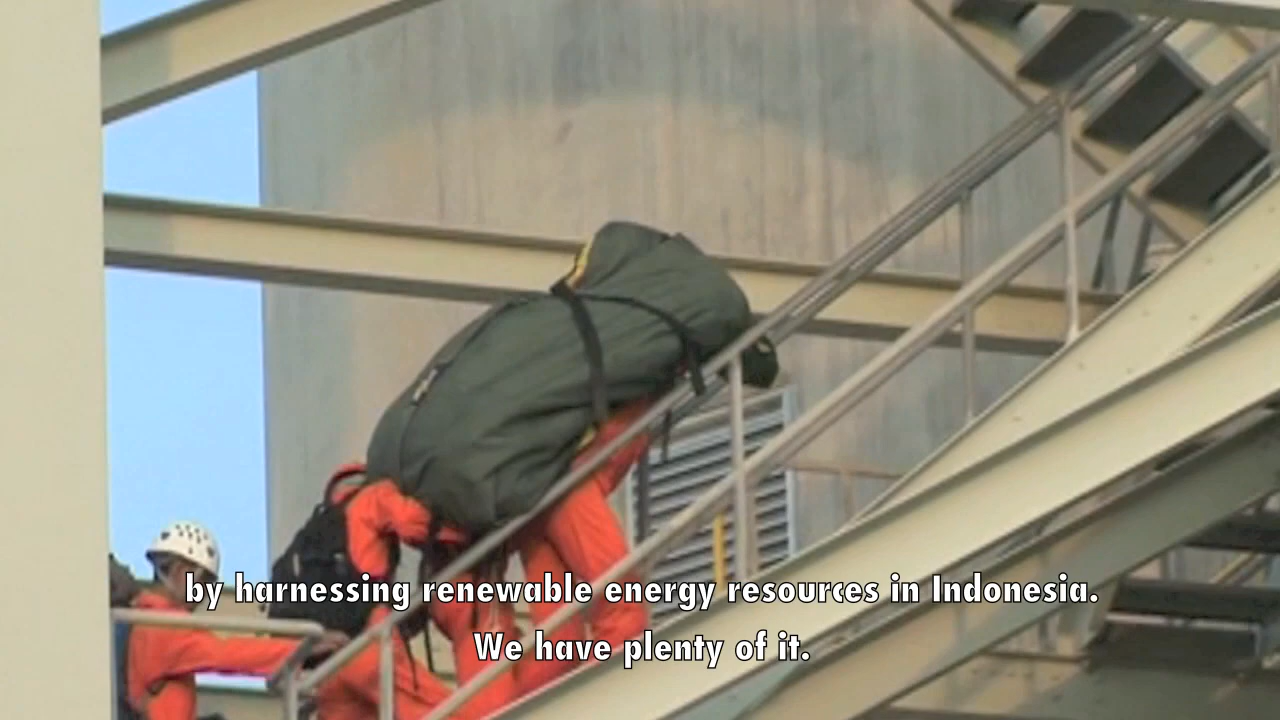 by harnessing renewable energy resources in Indonesia.
We have plenty of it.